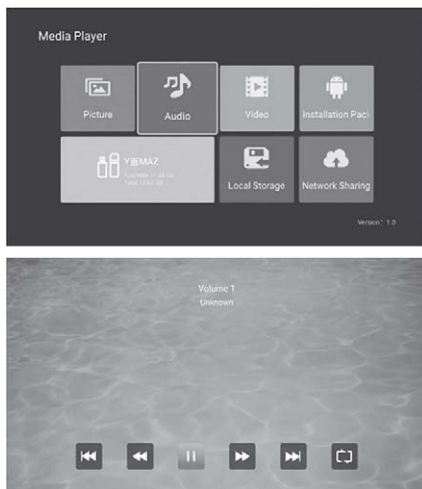 Media Player
Picture
Audio
Video
Installation Paci
Local Storage
Network Sharing
Version: 1.0
Volume 1
Unknown